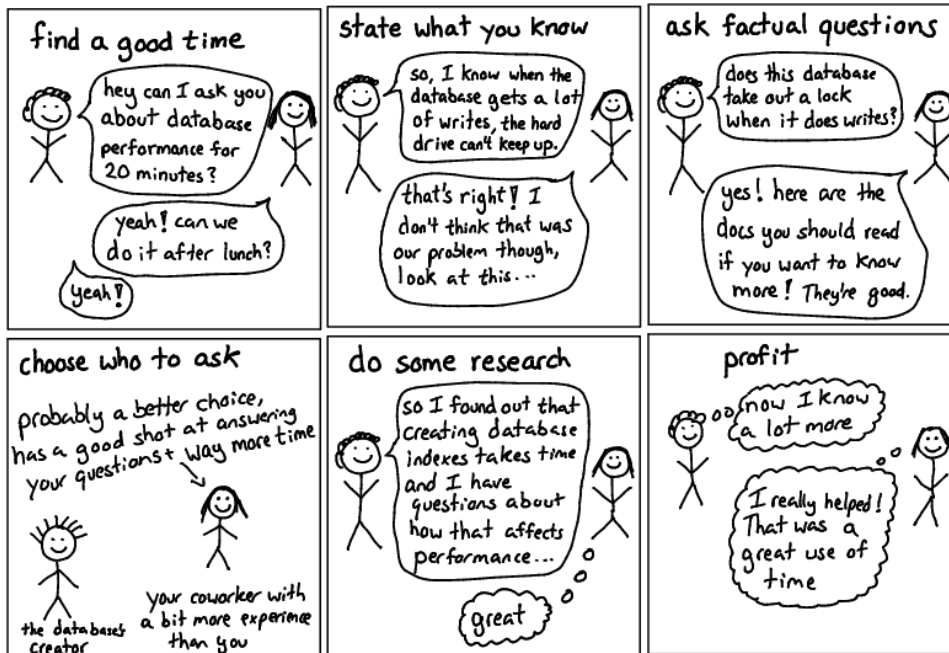 find a good time
hey can I ask you
about database
performance for
20 minutes?
yeah! can we
do it after lunch?
yeah!
state what you know
so, I know when the
database gets a lot
of writes, the hard
drive can't keep up.
that's right! I
don't think that was
our problem though,
look at this...
ask factual questions
does this database
take out a lock
when it does writes?
yes! here are the
docs you should read
if you want to know
more! They're good.
choose who to ask
probably a better choice,
has a good shot at answering
your questions + way more time
the database's
creator
your coworker with
a bit more experience
than you
do some research
so I found out that
creating database
indexes takes time
and I have
questions about
how that affects
performance...
great
profit
now I know
a lot more
I really helped!
That was a
great use of
time